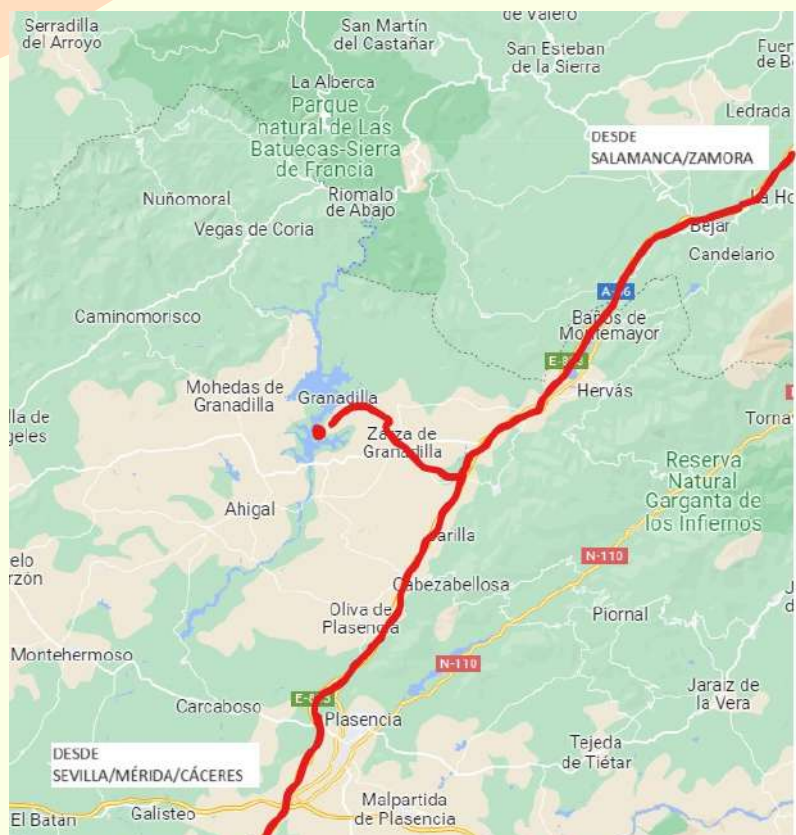 Serradilla
del Arroyo
San Martín
del Castañar
de Valero
San Esteban
de la Sierra
La Alberca
Parque
natural de Las
Batuecas-Sierra
de Francia
Ledrada
DESDE
SALAMANCA/ZAMORA
Nuñomoral
Riomalo
de Abajo
Vegas de Coria
Béjar
Candelario
Caminomorisco
Baños de
Montemayor
Mohedas de
Granadilla
Granadilla
Hervás
Zarza de
Granadilla
Reserva
Natural
Garganta de
los Infiernos
Ahigal
N-110
Cabezabellosa
Oliva de
Plasencia
Piornal
Montehermoso
N-110
Carcaboso
Plasencia
Jaraíz de
la Vera
DESDE
SEVILLA/MÉRIDA/CÁCERES
Tejeda
de Tiétar
El Batán
Galisteo
Malpartida
de Plasencia